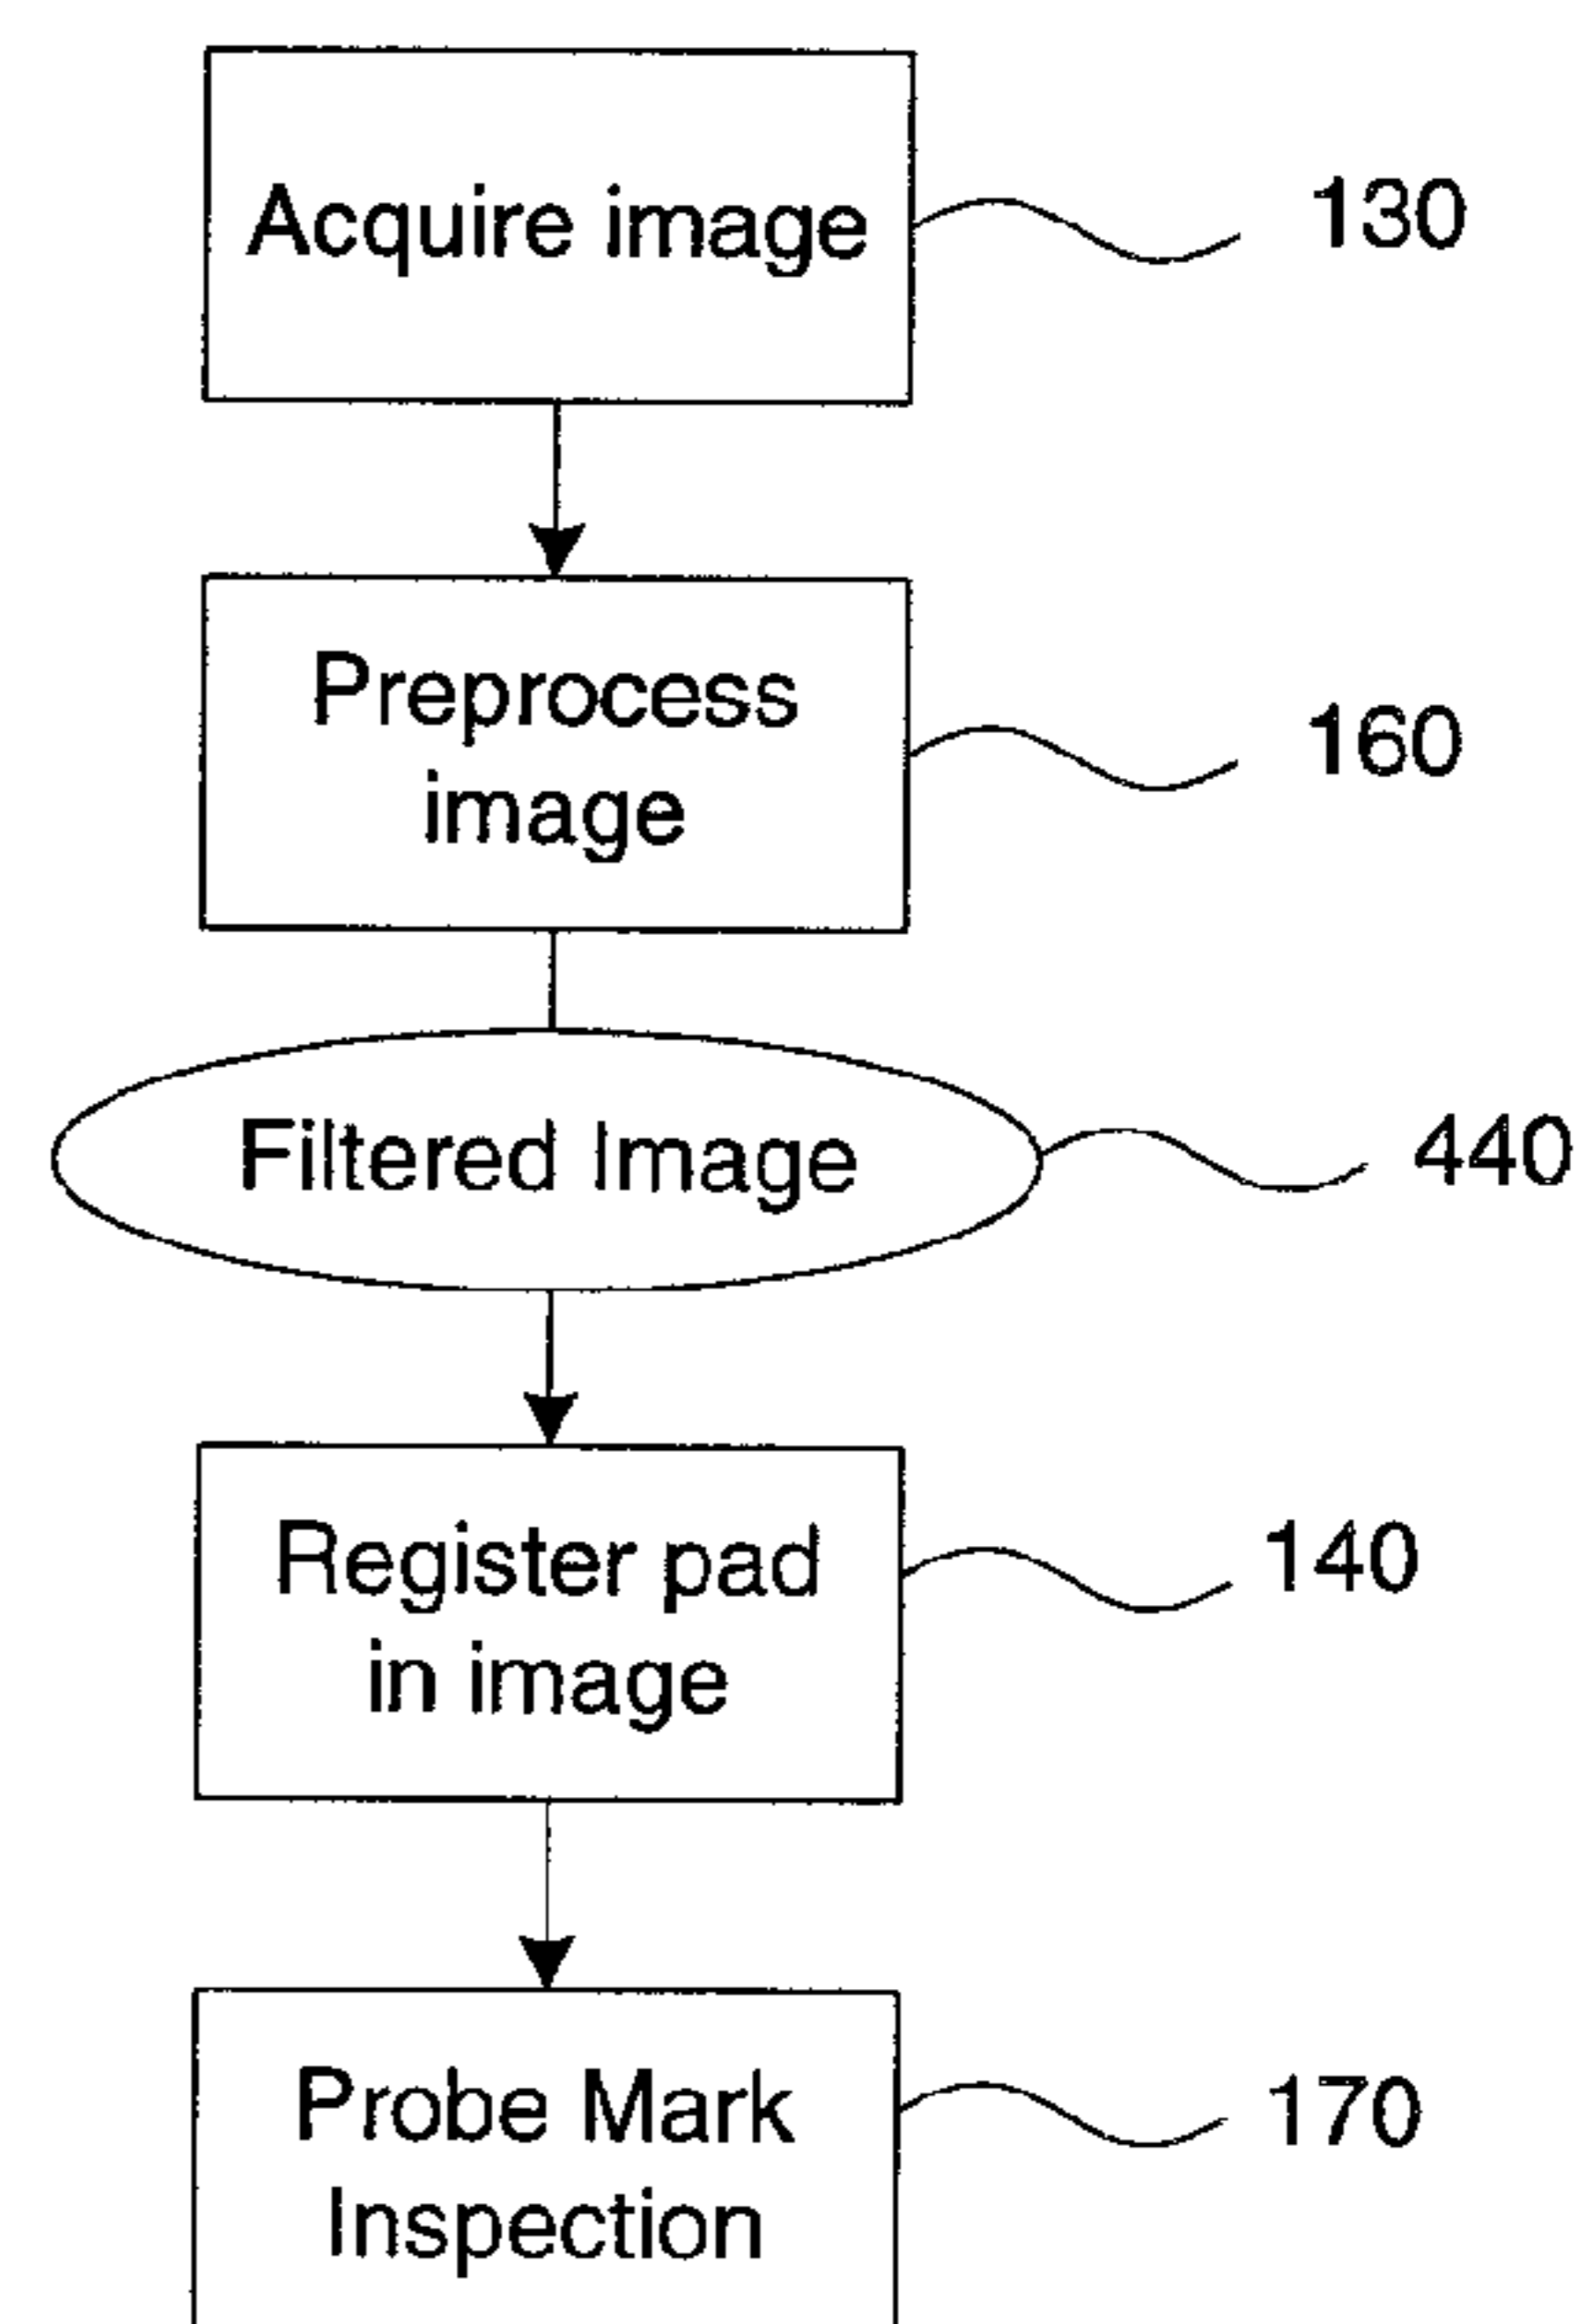 Acquire image
130
Preprocess
image
160
Filtered Image
440
Register pad
in image
140
Probe Mark
Inspection
170